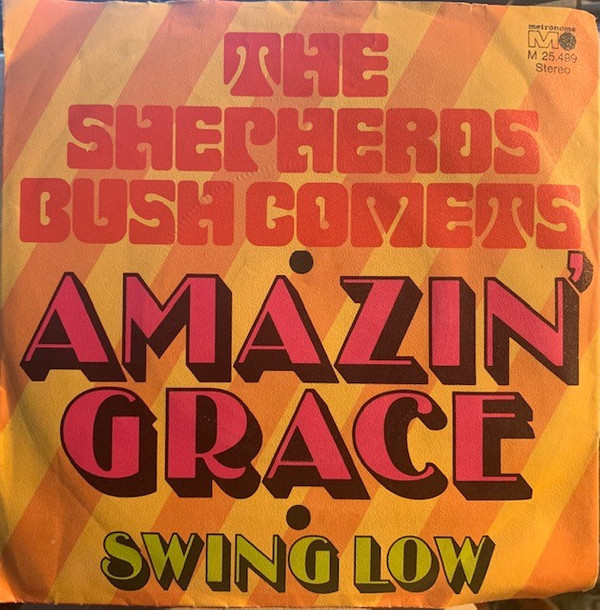 metronome
M
M 25.499
Stereo
THE
SHEPHERDS
BUSH COMETS
AMAZIN'
GRACE
SWING LOW